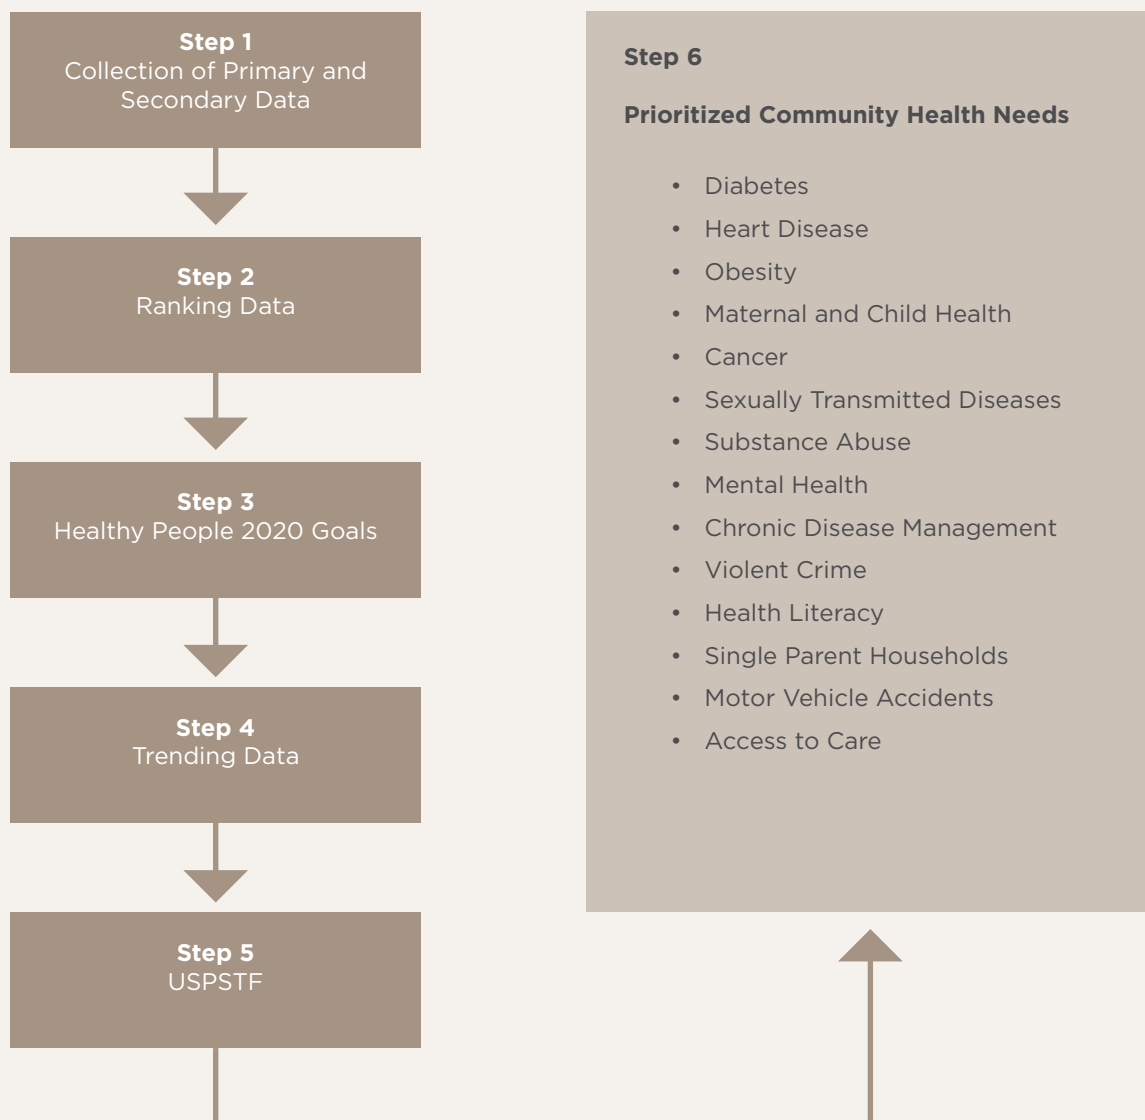 Step 1
Collection of Primary and
Secondary Data
Step 2
Ranking Data
Step 3
Healthy People 2020 Goals
Step 4
Trending Data
Step 5
USPSTF
Step 6
Prioritized Community Health Needs
• Diabetes
• Heart Disease
• Obesity
• Maternal and Child Health
• Cancer
• Sexually Transmitted Diseases
• Substance Abuse
• Mental Health
• Chronic Disease Management
• Violent Crime
• Health Literacy
• Single Parent Households
• Motor Vehicle Accidents
• Access to Care